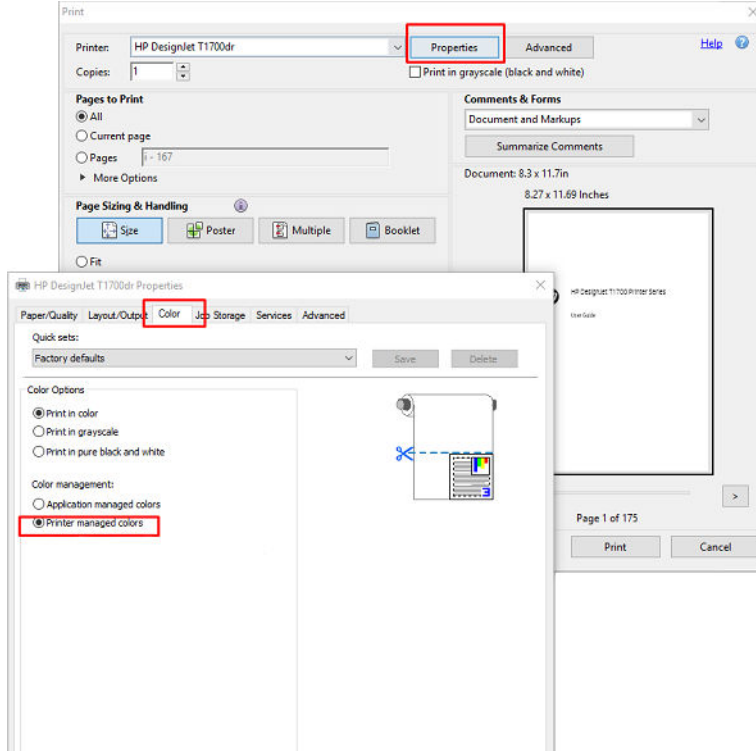 Print
Printer: HP DesignJet T1700dr Properties Advanced Help
Copies: 1 Print in grayscale (black and white)
Pages to Print
All
Current page
Pages i - 167
More Options
Comments & Forms
Document and Markups
Summarize Comments
Page Sizing & Handling
Size Poster Multiple Booklet
Fit
Document: 8.3 x 11.7in
8.27 x 11.69 Inches
HP DesignJet T1700 Printer Series
User Guide
>
Page 1 of 175
Print Cancel
HP DesignJet T1700dr Properties
Paper/Quality Layout/Output Color Job Storage Services Advanced
Quick sets:
Factory defaults Save Delete
Color Options
Print in color
Print in grayscale
Print in pure black and white
Color management:
Application managed colors
Printer managed colors
3